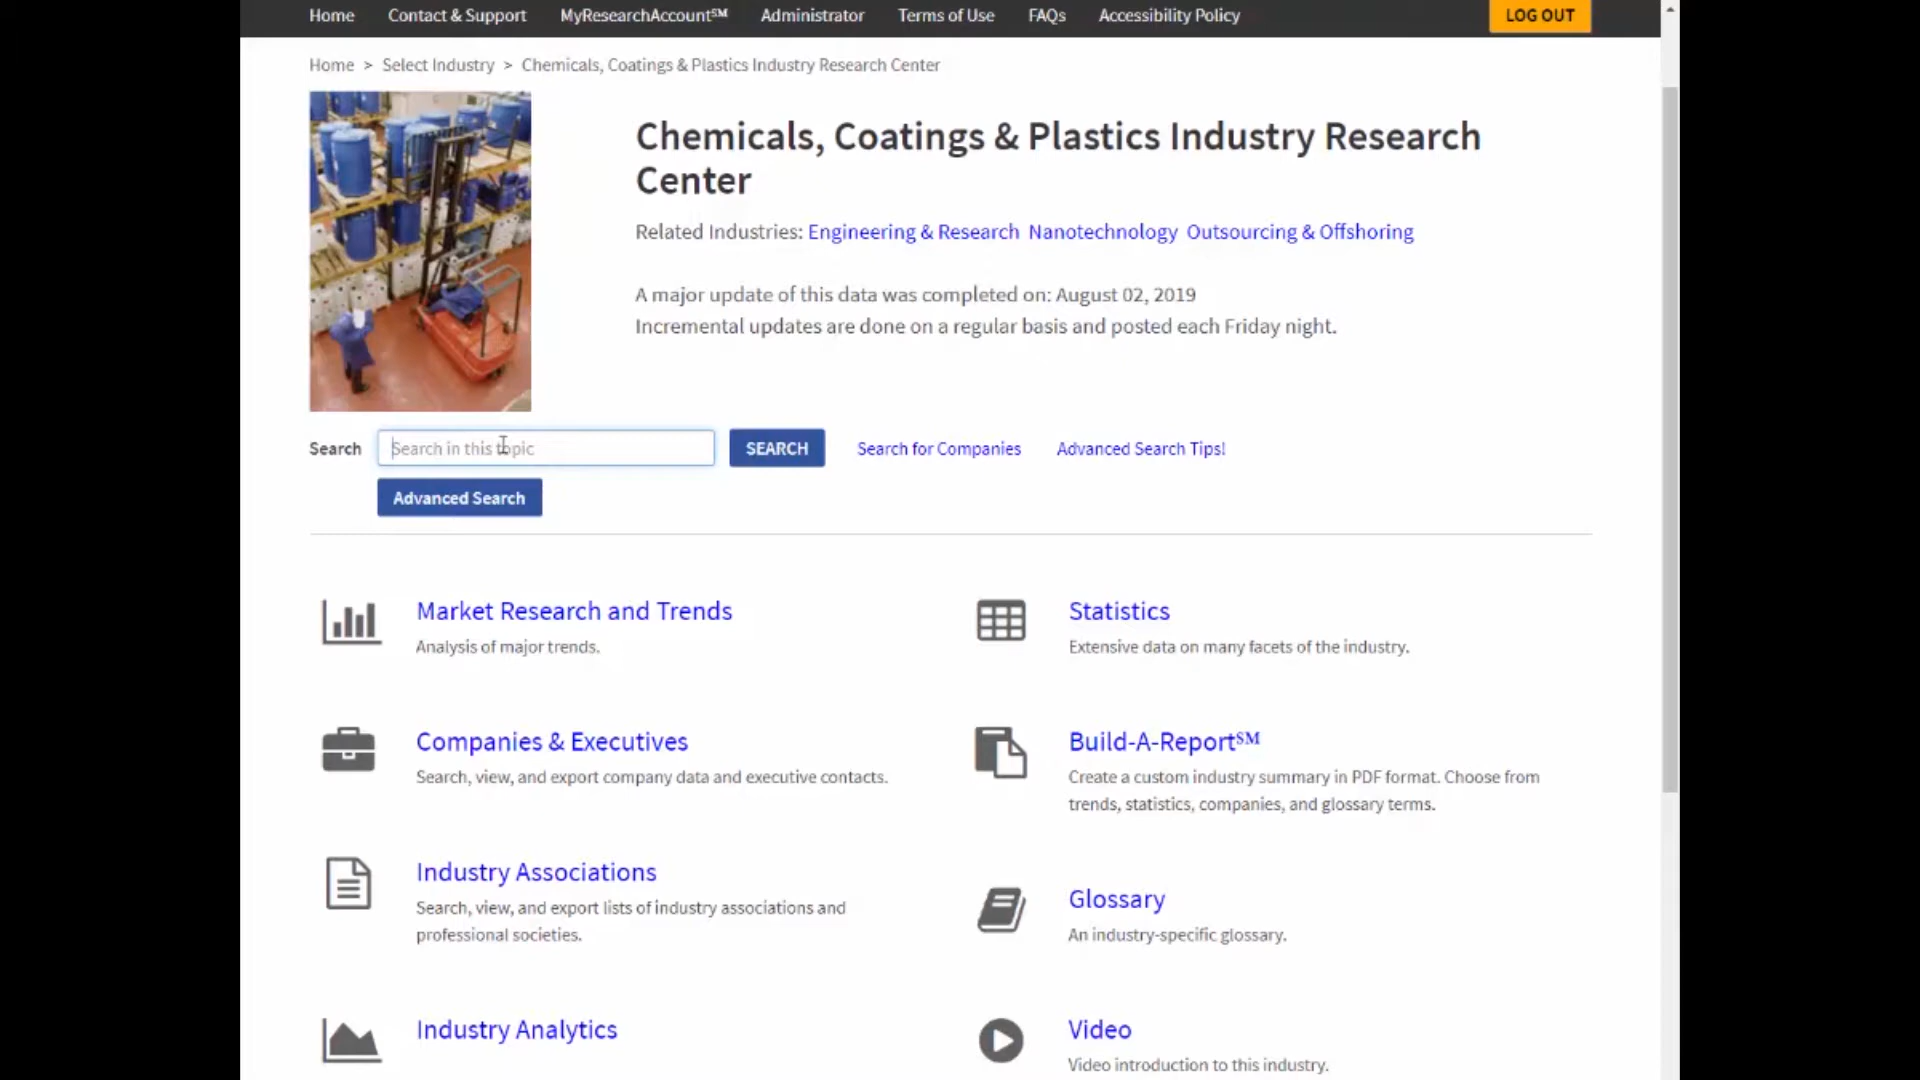 Home Contact & Support MyResearchAccount℠ Administrator Terms of Use FAQs Accessibility Policy LOG OUT
Home > Select Industry > Chemicals, Coatings & Plastics Industry Research Center
Chemicals, Coatings & Plastics Industry Research
Center
Related Industries: Engineering & Research Nanotechnology Outsourcing & Offshoring
A major update of this data was completed on: August 02, 2019
Incremental updates are done on a regular basis and posted each Friday night.
Search Search in this topic SEARCH Search for Companies Advanced Search Tips!
Advanced Search
Market Research and Trends
Analysis of major trends.
Statistics
Extensive data on many facets of the industry.
Companies & Executives
Search, view, and export company data and executive contacts.
Build-A-Report℠
Create a custom industry summary in PDF format. Choose from
trends, statistics, companies, and glossary terms.
Industry Associations
Search, view, and export lists of industry associations and
professional societies.
Glossary
An industry-specific glossary.
Industry Analytics
Video
Video introduction to this industry.